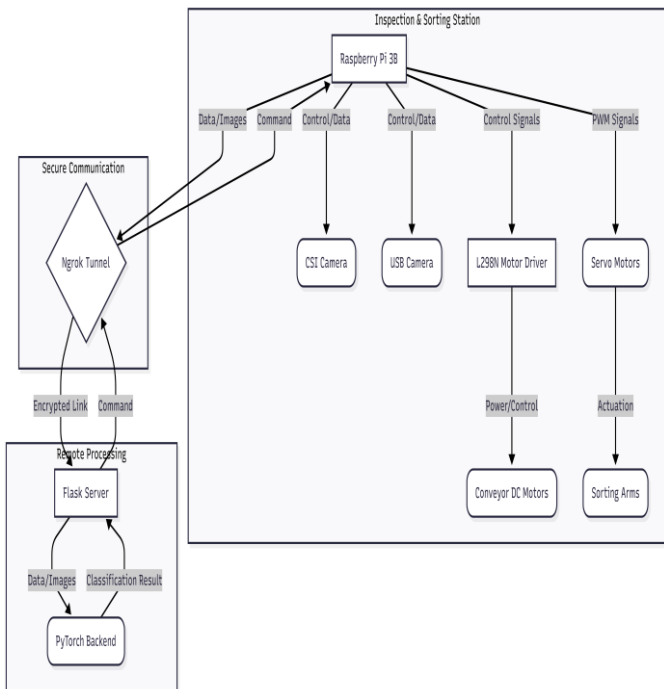 Inspection & Sorting Station
Raspberry Pi 3B
Data/Images
Command
Control/Data
Control/Data
Control Signals
PWM Signals
Secure Communication
Ngrok Tunnel
CSI Camera
USB Camera
L298N Motor Driver
Servo Motors
Encrypted Link
Command
Power/Control
Actuation
Remote Processing
Flask Server
Conveyor DC Motors
Sorting Arms
Data/Images
Classification Result
PyTorch Backend